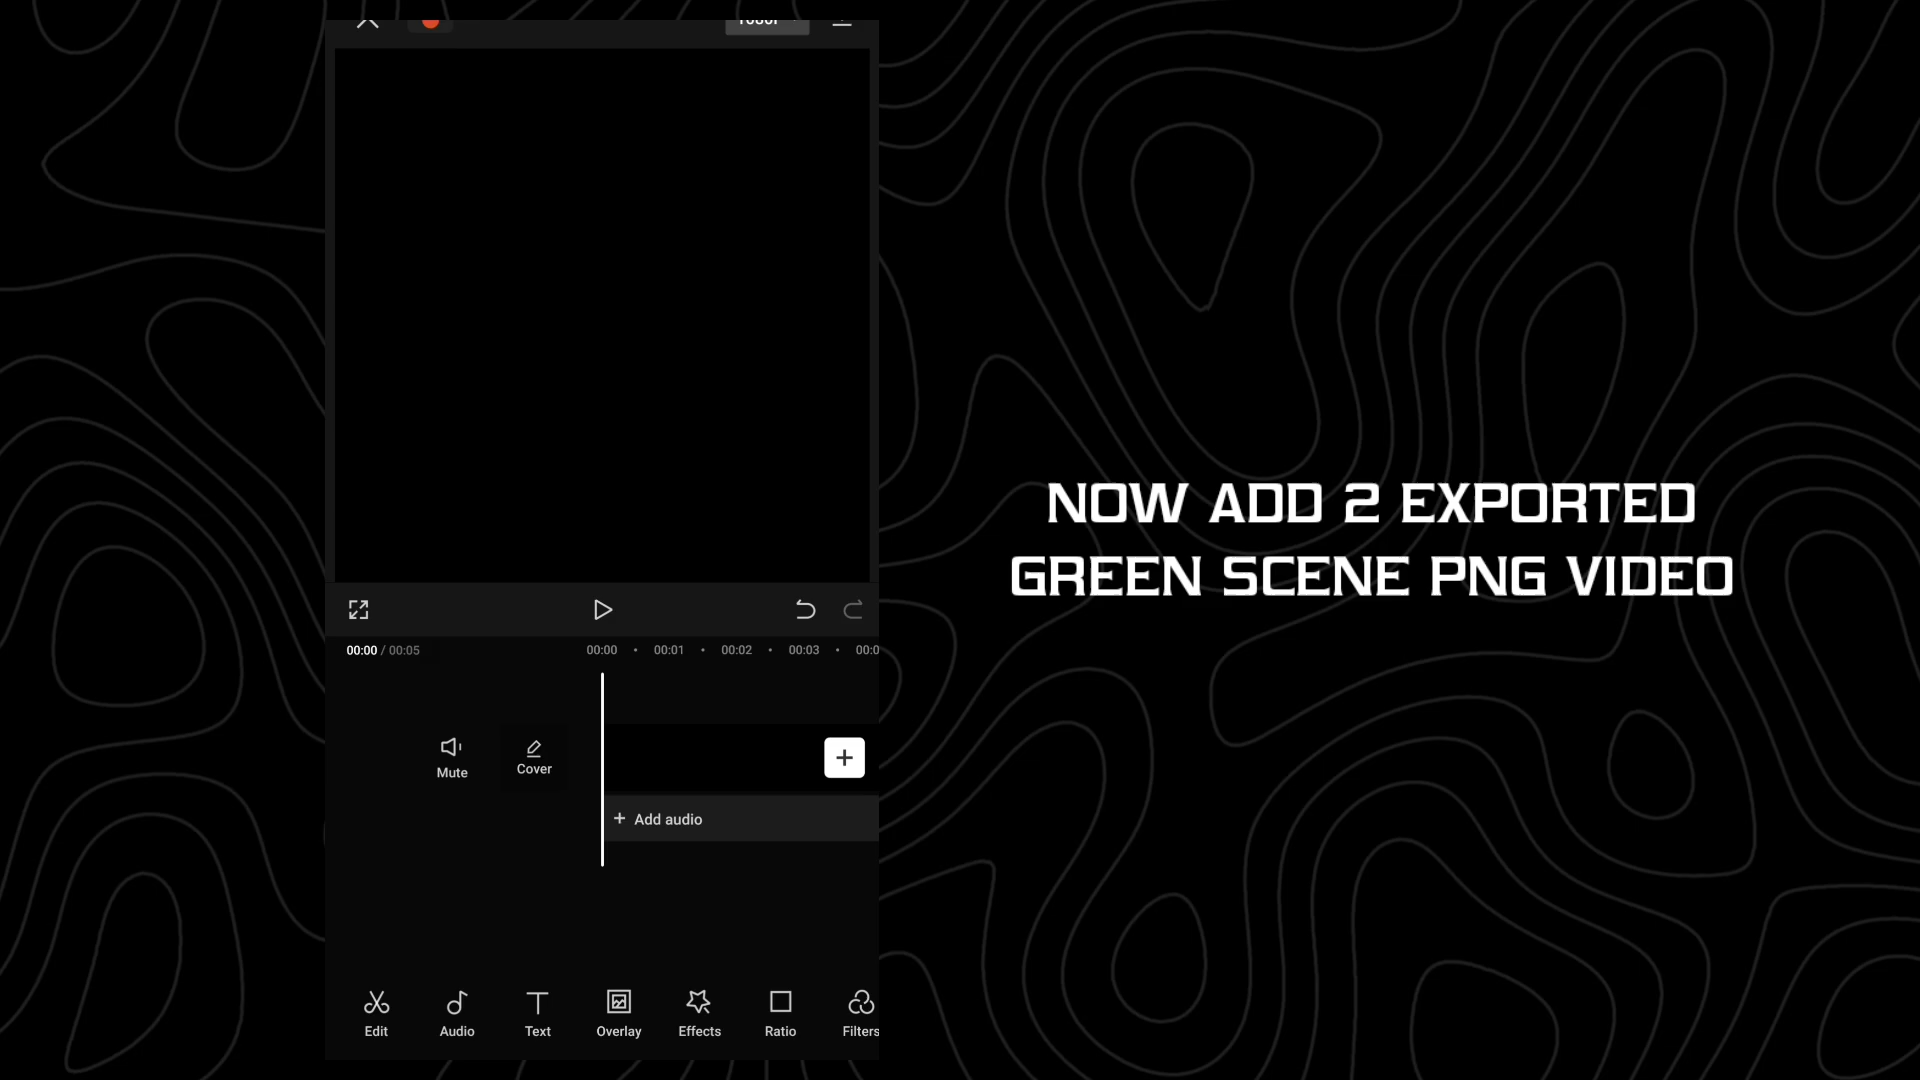 00:00 / 00:05
00:00 00:01 00:02 00:03
Mute
Cover
+ Add audio
Edit Audio Text Overlay Effects Ratio Filters
NOW ADD 2 EXPORTED
GREEN SCENE PNG VIDEO